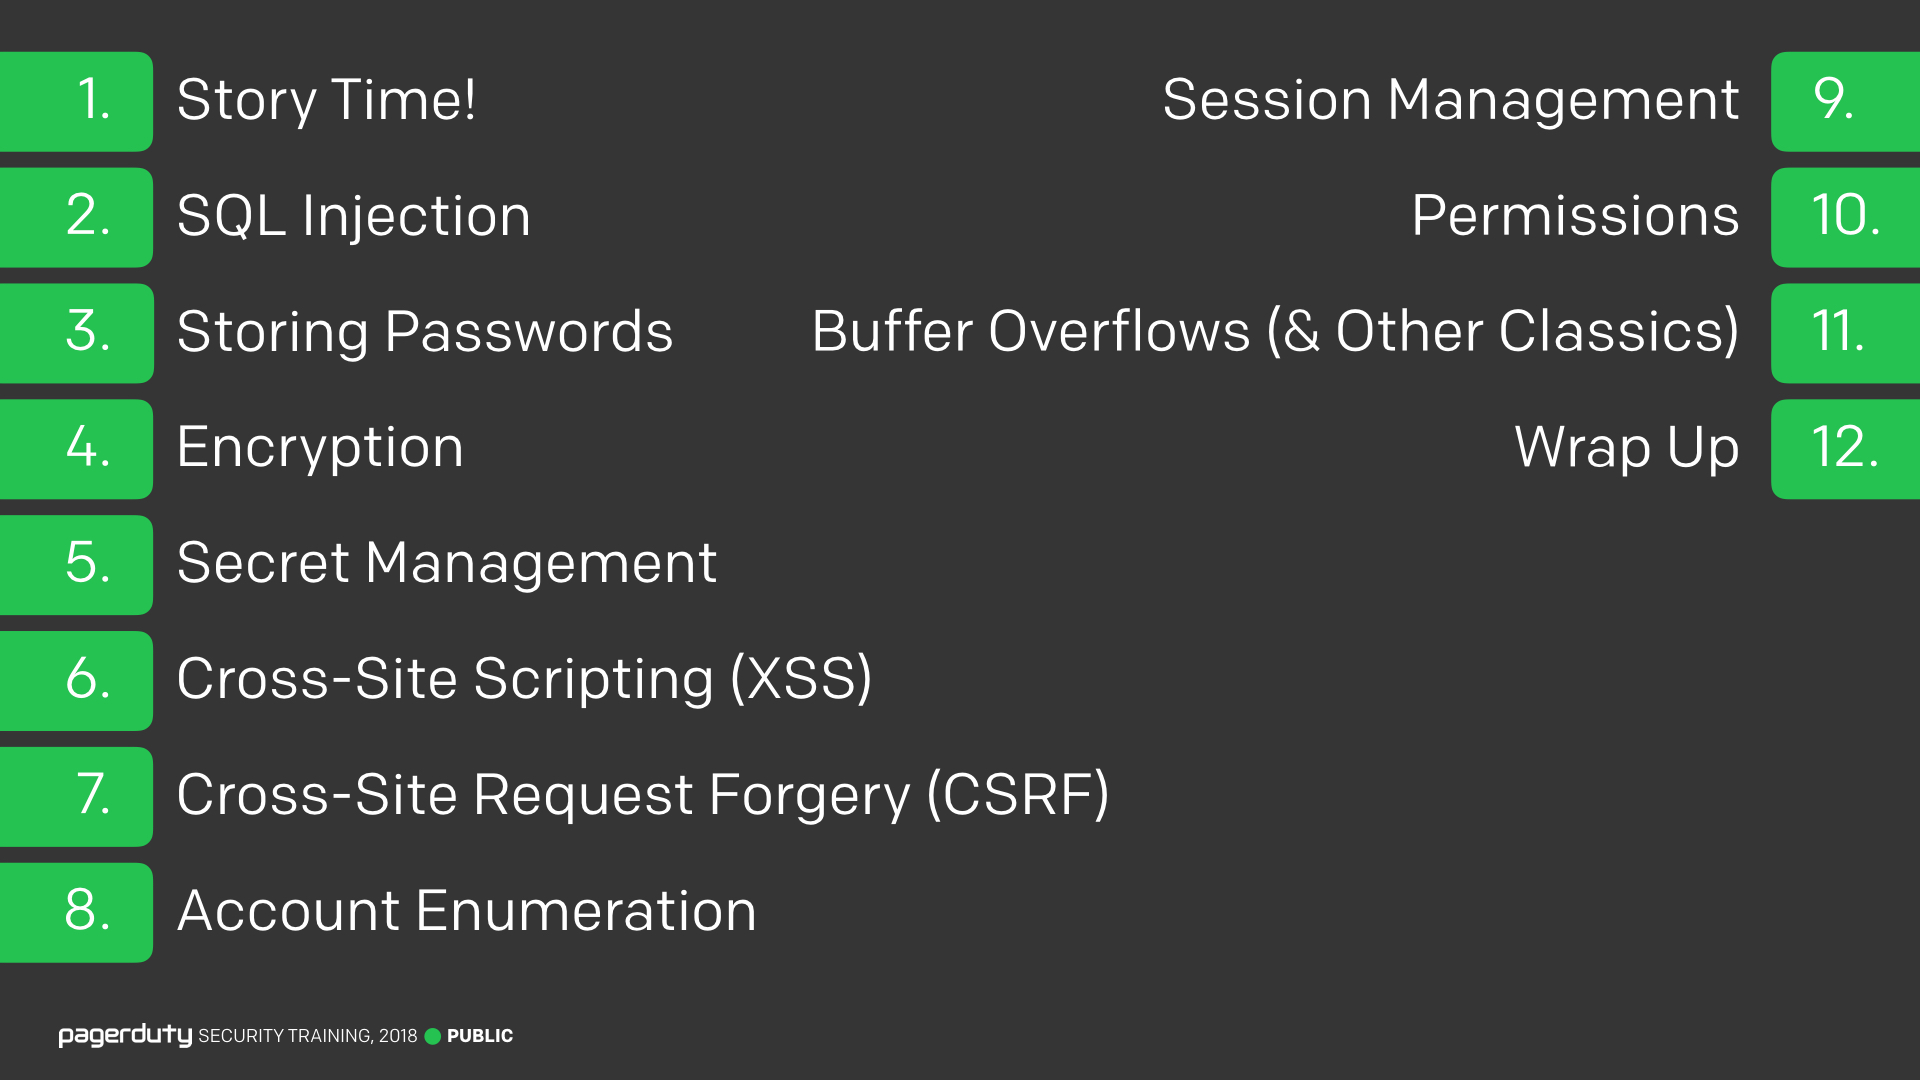 1. Story Time!
2. SQL Injection
3. Storing Passwords
4. Encryption
5. Secret Management
6. Cross-Site Scripting (XSS)
7. Cross-Site Request Forgery (CSRF)
8. Account Enumeration
Session Management 9.
Permissions 10.
Buffer Overflows (& Other Classics) 11.
Wrap Up 12.
pagerduty SECURITY TRAINING, 2018 PUBLIC